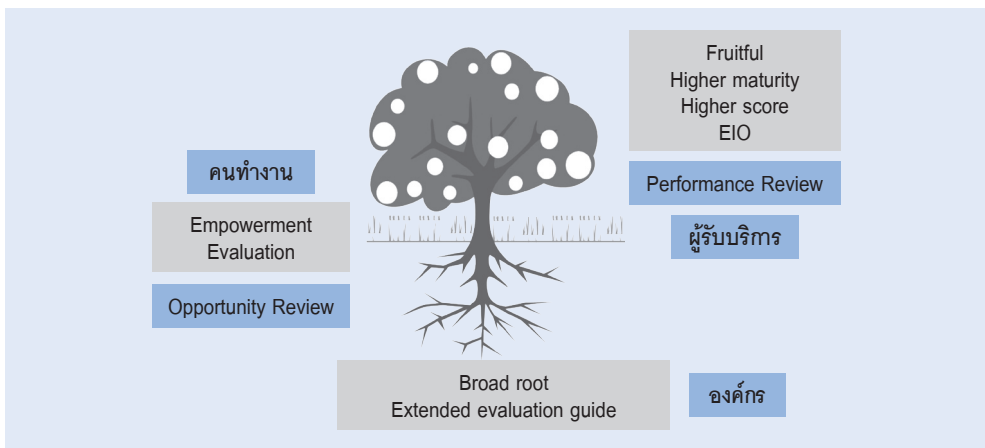 Fruitful
Higher maturity
Higher score
EIO
Performance Review
ผู้รับบริการ
คนทำงาน
Empowerment
Evaluation
Opportunity Review
Broad root
Extended evaluation guide
องค์กร